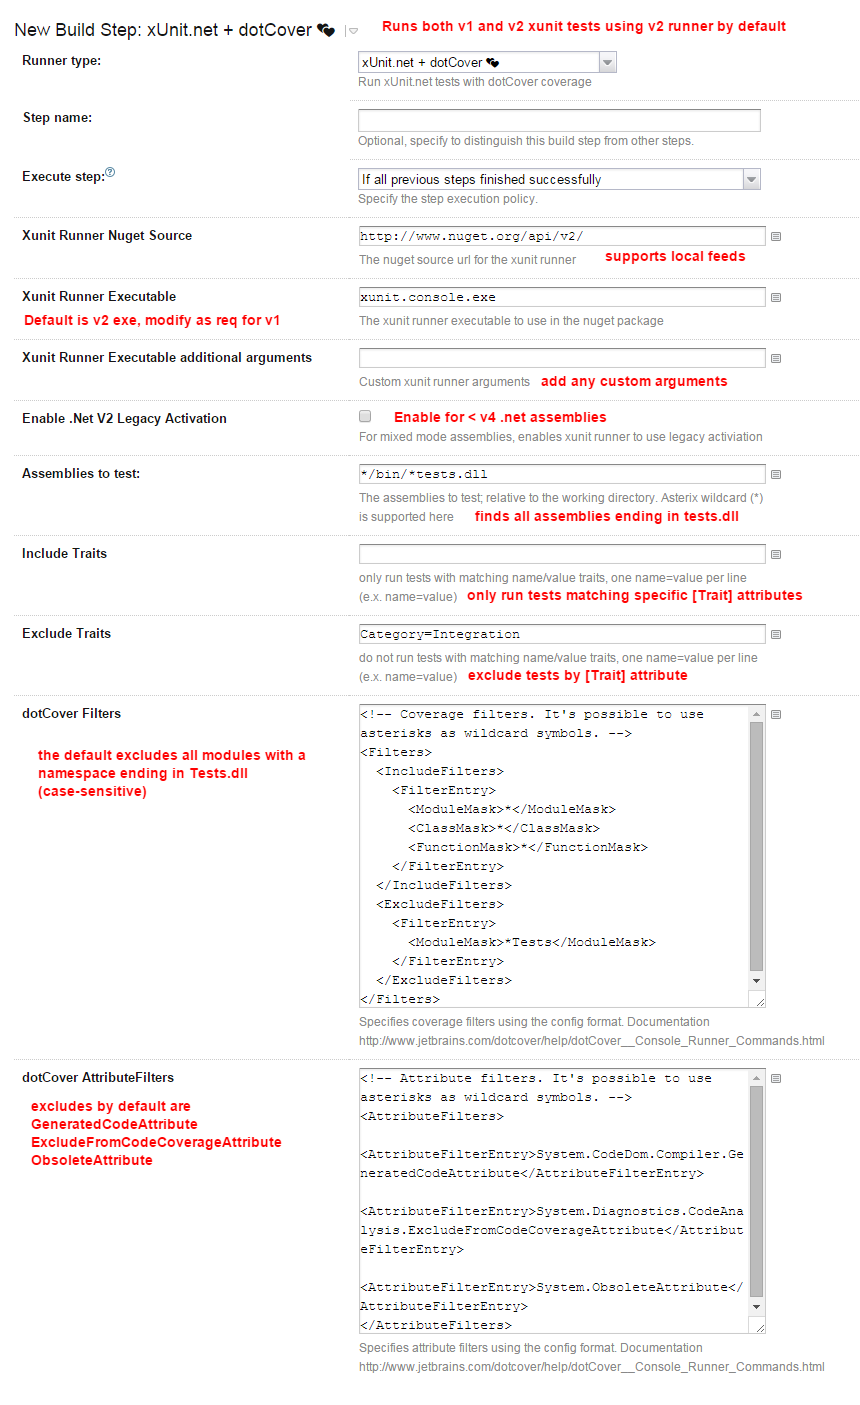 New Build Step: xUnit.net + dotCover
Runs both v1 and v2 xunit tests using v2 runner by default
Runner type:
xUnit.net + dotCover
Run xUnit.net tests with dotCover coverage
Step name:
Optional, specify to distinguish this build step from other steps.
Execute step:?
If all previous steps finished successfully
Specify the step execution policy.
Xunit Runner Nuget Source
http://www.nuget.org/api/v2/
The nuget source url for the xunit runner
supports local feeds
Xunit Runner Executable
xunit.console.exe
Default is v2 exe, modify as req for v1
The xunit runner executable to use in the nuget package
Xunit Runner Executable additional arguments
Custom xunit runner arguments
add any custom arguments
Enable .Net V2 Legacy Activation
Enable for < v4 .net assemblies
For mixed mode assemblies, enables xunit runner to use legacy activiation
Assemblies to test:
*/bin/*tests.dll
The assemblies to test; relative to the working directory. Asterix wildcard (*)
is supported here
finds all assemblies ending in tests.dll
Include Traits
only run tests with matching name/value traits, one name=value per line
(e.x. name=value)
only run tests matching specific [Trait] attributes
Exclude Traits
Category=Integration
do not run tests with matching name/value traits, one name=value per line
(e.x. name=value)
exclude tests by [Trait] attribute
dotCover Filters
the default excludes all modules with a
namespace ending in Tests.dll
(case-sensitive)
<!-- Coverage filters. It's possible to use
asterisks as wildcard symbols. -->
<Filters>
<IncludeFilters>
<FilterEntry>
<ModuleMask>*</ModuleMask>
<ClassMask>*</ClassMask>
<FunctionMask>*</FunctionMask>
</FilterEntry>
</IncludeFilters>
<ExcludeFilters>
<FilterEntry>
<ModuleMask>*Tests</ModuleMask>
</FilterEntry>
</ExcludeFilters>
</Filters>
Specifies coverage filters using the config format. Documentation
http://www.jetbrains.com/dotcover/help/dotCover__Console_Runner_Commands.html
dotCover AttributeFilters
excludes by default are
GeneratedCodeAttribute
ExcludeFromCodeCoverageAttribute
ObsoleteAttribute
<!-- Attribute filters. It's possible to use
asterisks as wildcard symbols. -->
<AttributeFilters>
<AttributeFilterEntry>System.CodeDom.Compiler.Ge
neratedCodeAttribute</AttributeFilterEntry>
<AttributeFilterEntry>System.Diagnostics.CodeAna
lysis.ExcludeFromCodeCoverageAttribute</Attribut
eFilterEntry>
<AttributeFilterEntry>System.ObsoleteAttribute</
AttributeFilterEntry>
</AttributeFilters>
Specifies attribute filters using the config format. Documentation
http://www.jetbrains.com/dotcover/help/dotCover__Console_Runner_Commands.html